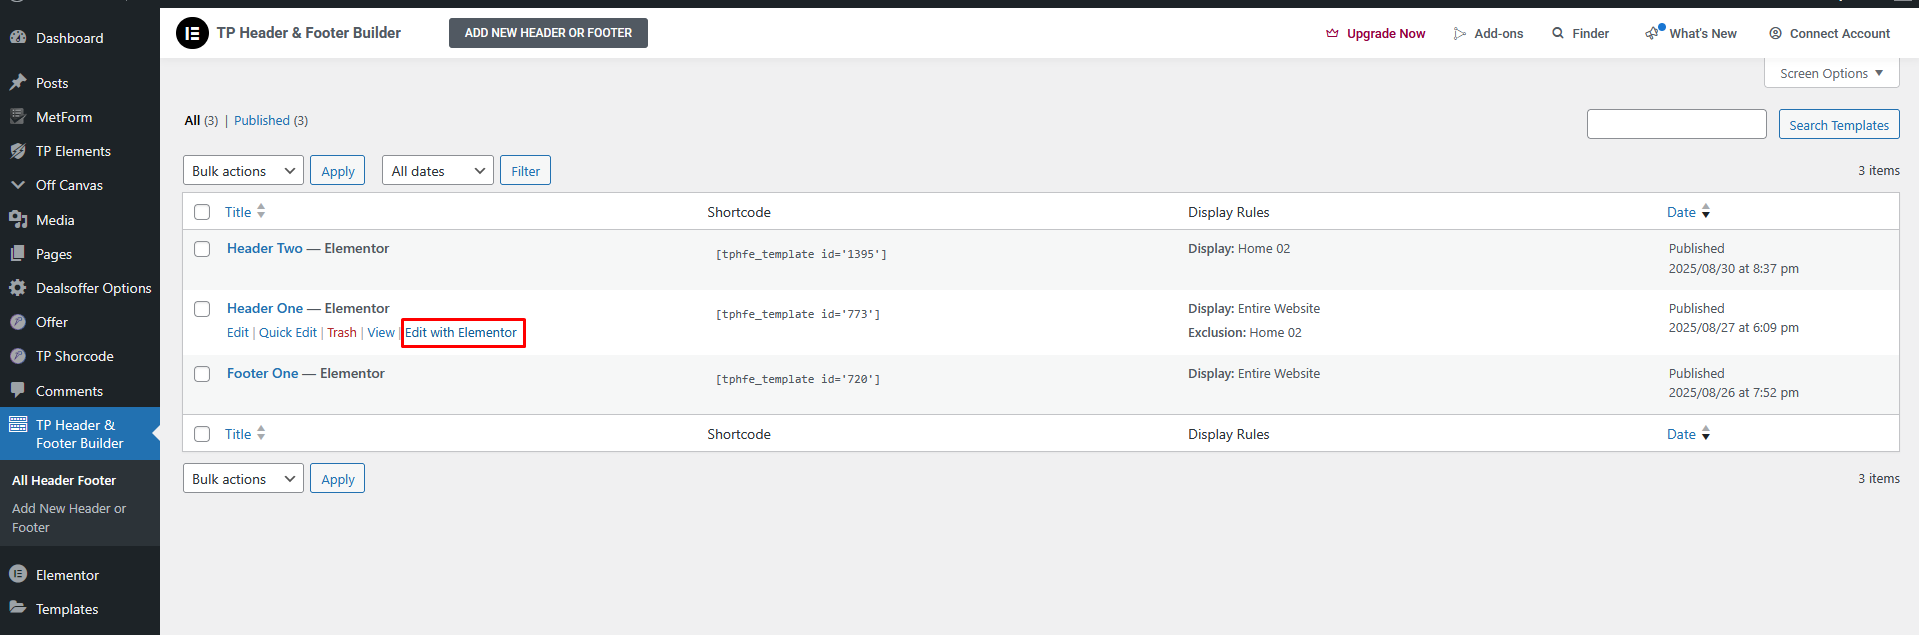 Dashboard
Posts
MetForm
TP Elements
Off Canvas
Media
Pages
Dealsoffer Options
Offer
TP Shorcode
Comments
TP Header &
Footer Builder
All Header Footer
Add New Header or
Footer
Elementor
Templates
TP Header & Footer Builder ADD NEW HEADER OR FOOTER Upgrade Now Add-ons Finder What's New Connect Account
Screen Options
All (3) | Published (3) Search Templates
Bulk actions Apply All dates Filter 3 items
Title Shortcode Display Rules Date
Header Two — Elementor [tphfe_template id='1395'] Display: Home 02 Published
2025/08/30 at 8:37 pm
Header One — Elementor [tphfe_template id='773'] Display: Entire Website Published
Edit | Quick Edit | Trash | View | Edit with Elementor Exclusion: Home 02 2025/08/27 at 6:09 pm
Footer One — Elementor [tphfe_template id='720'] Display: Entire Website Published
2025/08/26 at 7:52 pm
Title Shortcode Display Rules Date
Bulk actions Apply 3 items